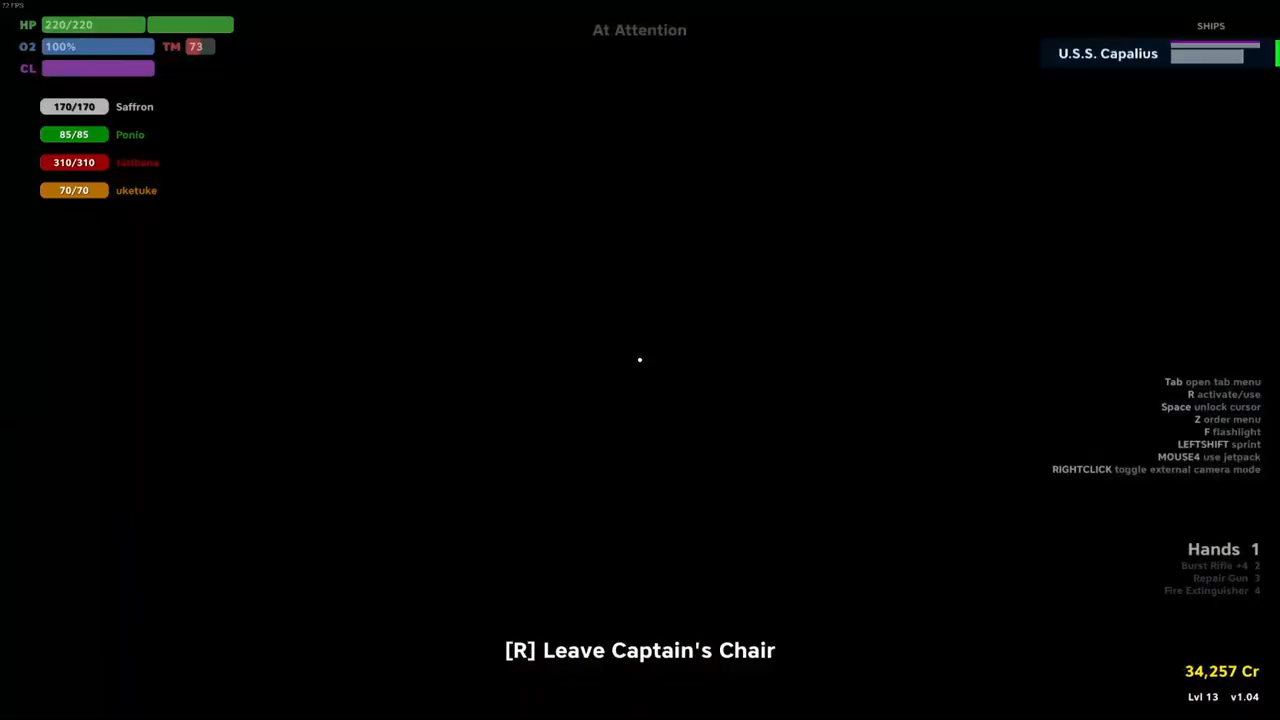 72 FPS
HP 220/220
O2 100% TM 73
CL
170/170 Saffron
85/85 Ponio
310/310
70/70 uketuke
At Attention
SHIPS
U.S.S. Capalius
Tab open tab menu
R activate/use
Space unlock cursor
Z order menu
F flashlight
LEFTSHIFT sprint
MOUSE4 use jetpack
RIGHTCLICK toggle external camera mode
Hands 1
Burst Rifle +4 2
Repair Gun 3
Fire Extinguisher 4
[R] Leave Captain's Chair
34,257 Cr
Lvl 13 v1.04